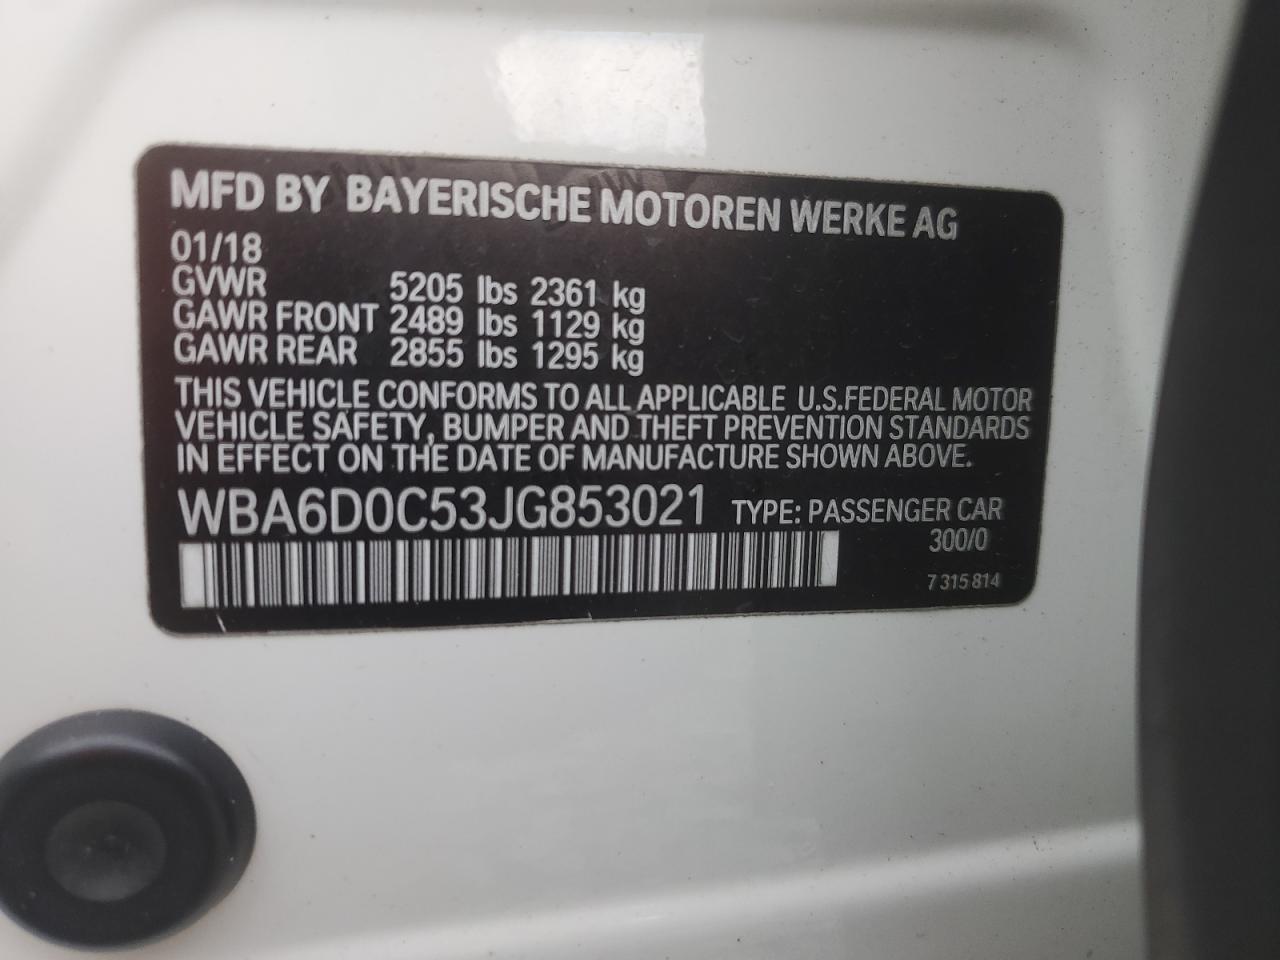 MFD BY BAYERISCHE MOTOREN WERKE AG
01/18
GVWR 5205 lbs 2361 kg
GAWR FRONT 2489 lbs 1129 kg
GAWR REAR 2855 lbs 1295 kg
THIS VEHICLE CONFORMS TO ALL APPLICABLE U.S.FEDERAL MOTOR
VEHICLE SAFETY, BUMPER AND THEFT PREVENTION STANDARDS
IN EFFECT ON THE DATE OF MANUFACTURE SHOWN ABOVE.
WBA6D0C53JG853021 TYPE: PASSENGER CAR
300/0
7 315 814